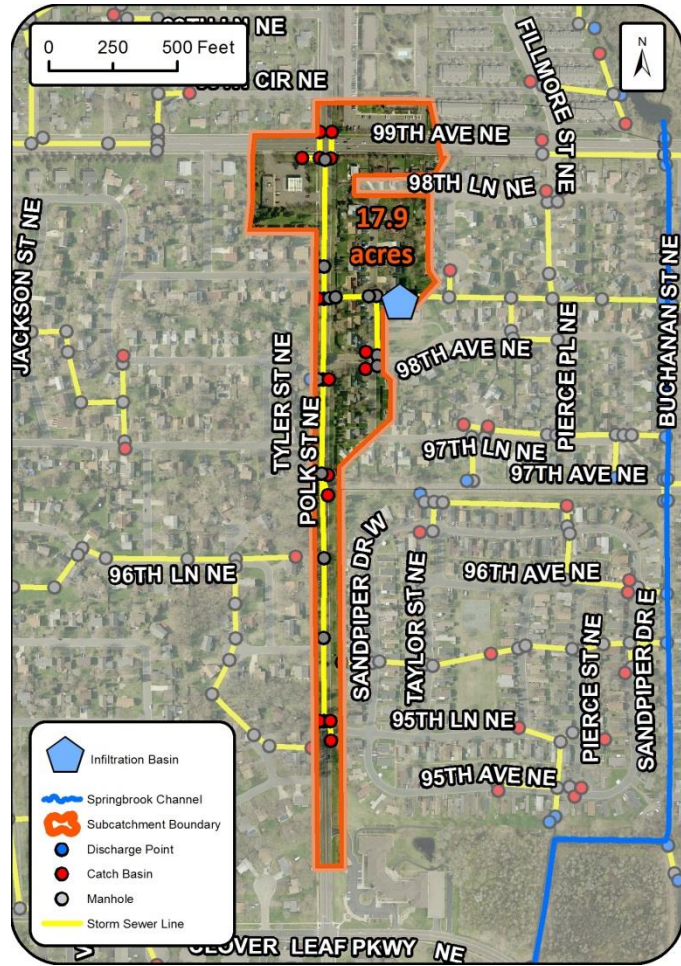 99TH LN NE
0 250 500 Feet
CIR NE
N
FILLMORE ST NE
99TH AVE NE
98TH LN NE
17.9
acres
JACKSON ST NE
TYLER ST NE
POLK ST NE
98TH AVE NE
PIERCE PL NE
BUCHANAN ST NE
97TH LN NE
97TH AVE NE
96TH LN NE
SANDPIPER DR W
TAYLOR ST NE
96TH AVE NE
PIERCE ST NE
SANDPIPER DR E
95TH LN NE
95TH AVE NE
Infiltration Basin
Springbrook Channel
Subcatchment Boundary
Discharge Point
Catch Basin
Manhole
Storm Sewer Line
CLOVER LEAF PKWY NE